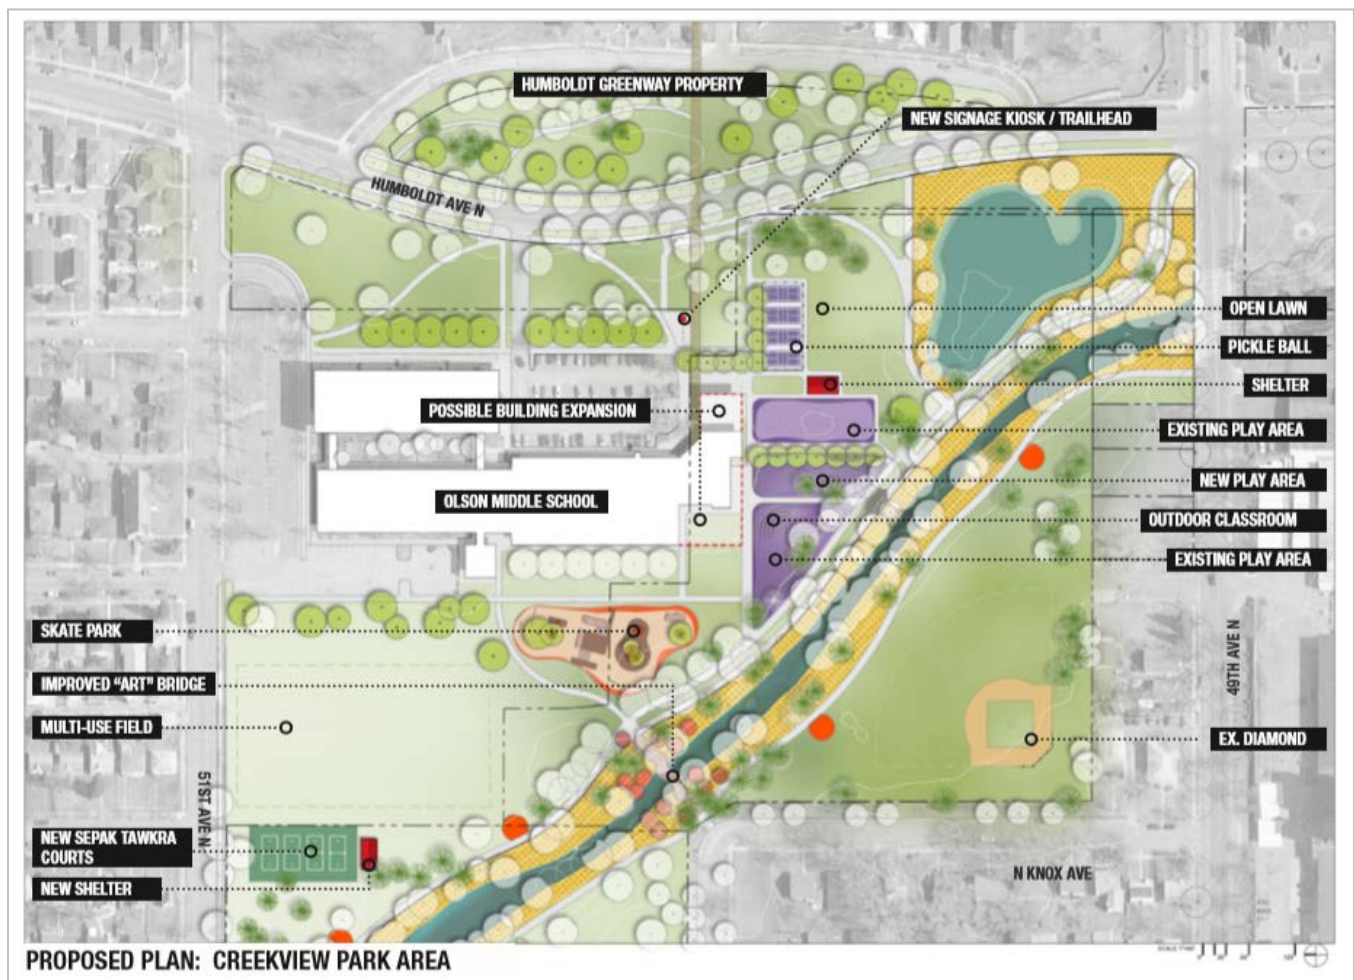 HUMBOLDT GREENWAY PROPERTY
NEW SIGNAGE KIOSK / TRAILHEAD
HUMBOLDT AVE N
OPEN LAWN
PICKLE BALL
SHELTER
POSSIBLE BUILDING EXPANSION
EXISTING PLAY AREA
NEW PLAY AREA
OLSON MIDDLE SCHOOL
OUTDOOR CLASSROOM
EXISTING PLAY AREA
SKATE PARK
IMPROVED "ART" BRIDGE
49TH AVE N
MULTI-USE FIELD
EX. DIAMOND
51ST AVE N
NEW SEPAK TAWKRA
COURTS
NEW SHELTER
N KNOX AVE
PROPOSED PLAN: CREEKVIEW PARK AREA